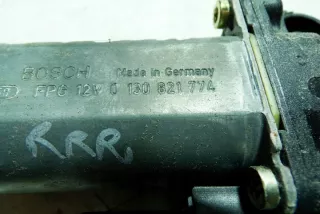 BOSCH Made in Germany
FPG 12V 0 130 821 774
RRR